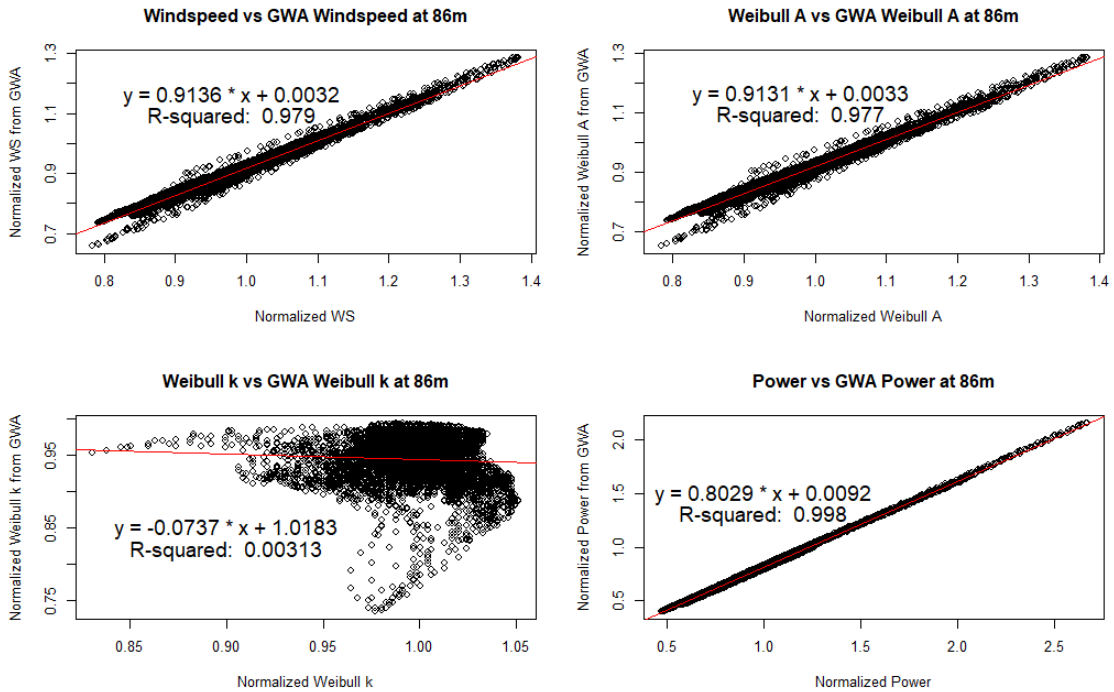 Windspeed vs GWA Windspeed at 86m
Normalized WS from GWA
1.3
1.1
0.9
0.7
y = 0.9136 * x + 0.0032
R-squared: 0.979
0.8 0.9 1.0 1.1 1.2 1.3 1.4
Normalized WS
Weibull A vs GWA Weibull A at 86m
Normalized Weibull A from GWA
1.3
1.1
0.9
0.7
y = 0.9131 * x + 0.0033
R-squared: 0.977
0.8 0.9 1.0 1.1 1.2 1.3 1.4
Normalized Weibull A
Weibull k vs GWA Weibull k at 86m
Normalized Weibull k from GWA
0.95
0.85
0.75
y = -0.0737 * x + 1.0183
R-squared: 0.00313
0.85 0.90 0.95 1.00 1.05
Normalized Weibull k
Power vs GWA Power at 86m
Normalized Power from GWA
2.0
1.5
1.0
0.5
y = 0.8029 * x + 0.0092
R-squared: 0.998
0.5 1.0 1.5 2.0 2.5
Normalized Power